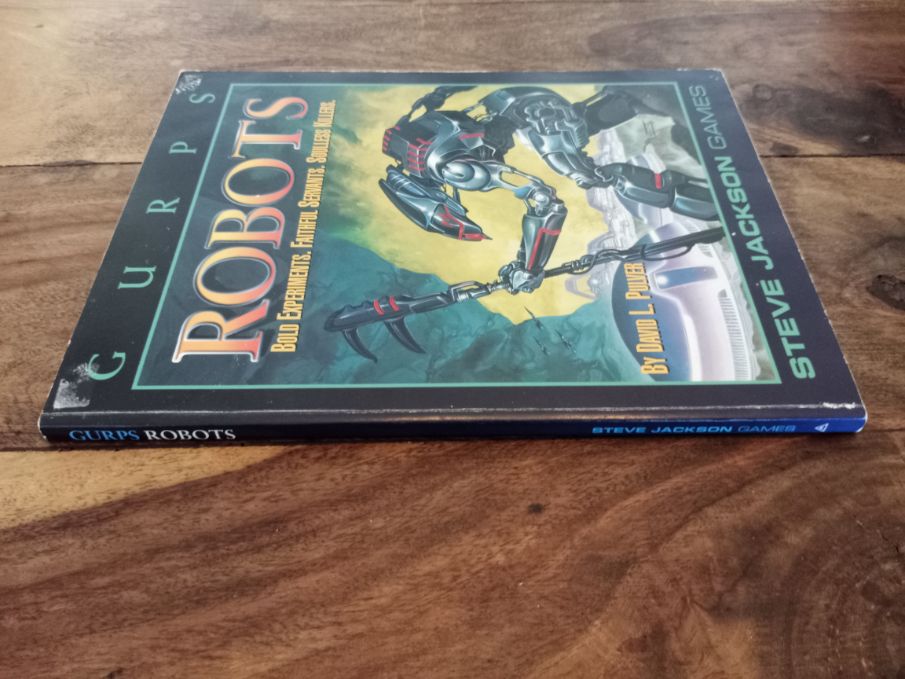 GURPS
ROBOTS
BOLD EXPERIMENTS. FAITHFUL SERVANTS. SOULLESS KILLERS.
BY DAVID L. PULVER
STEVE JACKSON GAMES
GURPS ROBOTS
STEVE JACKSON GAMES